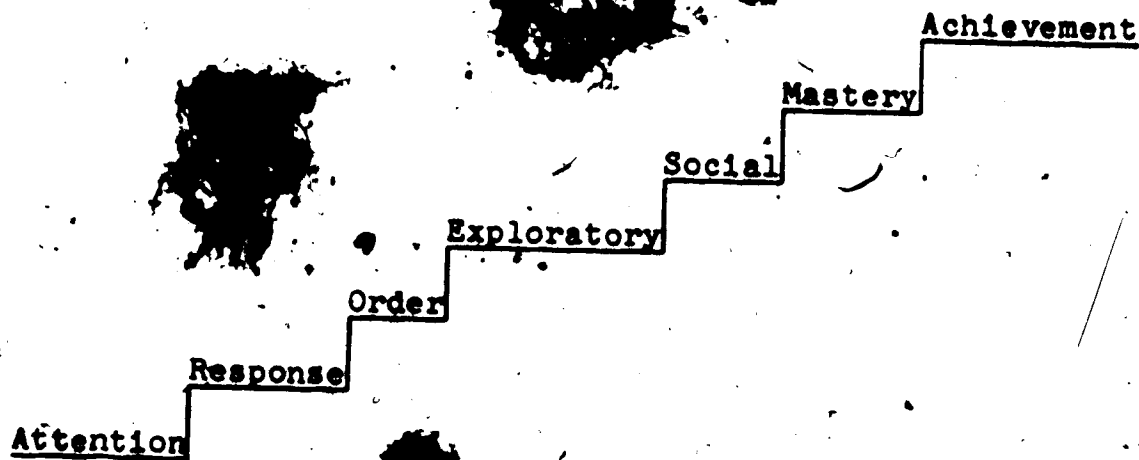 Achievement
Mastery
Social
Exploratory
Order
Response
Attention